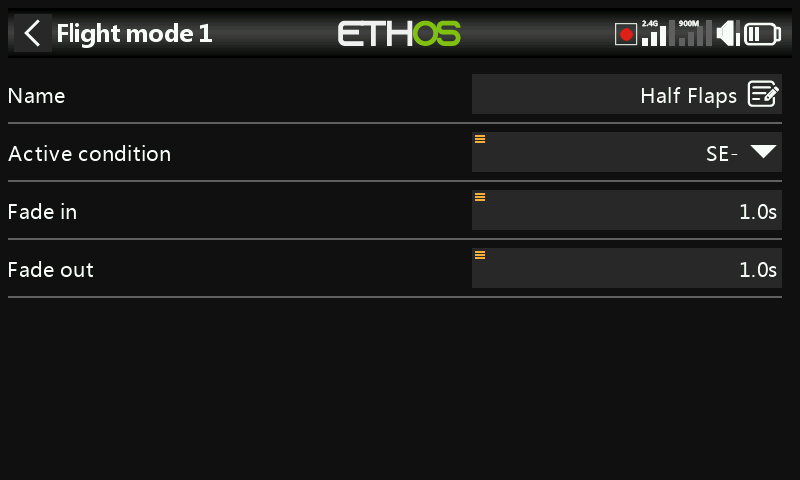 Flight mode 1
ETHOS
2.4G
900M
Name
Half Flaps
Active condition
SE-
Fade in
1.0s
Fade out
1.0s